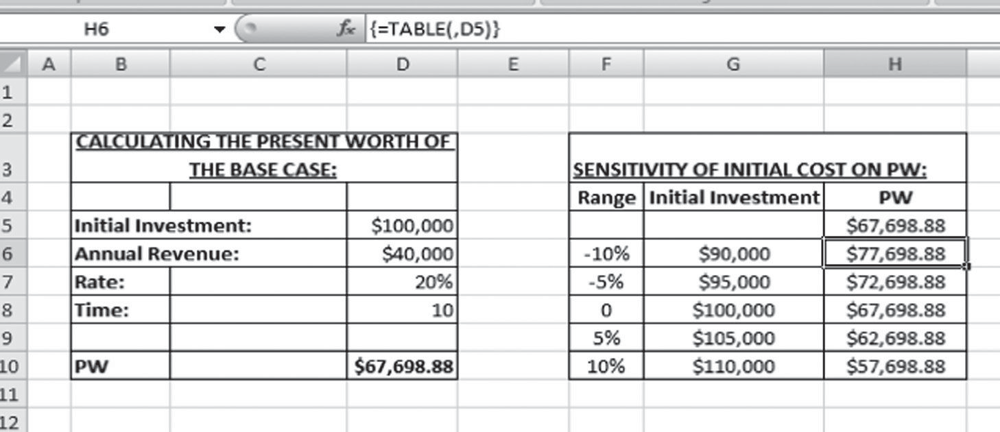 H6 fx {=TABLE(,D5)}
A B C D E F G H
1
2
CALCULATING THE PRESENT WORTH OF
3 THE BASE CASE: SENSITIVITY OF INITIAL COST ON PW:
4 Range Initial Investment PW
5 Initial Investment: $100,000 $67,698.88
6 Annual Revenue: $40,000 -10% $90,000 $77,698.88
7 Rate: 20% -5% $95,000 $72,698.88
8 Time: 10 0 $100,000 $67,698.88
9 5% $105,000 $62,698.88
10 PW $67,698.88 10% $110,000 $57,698.88
11
12